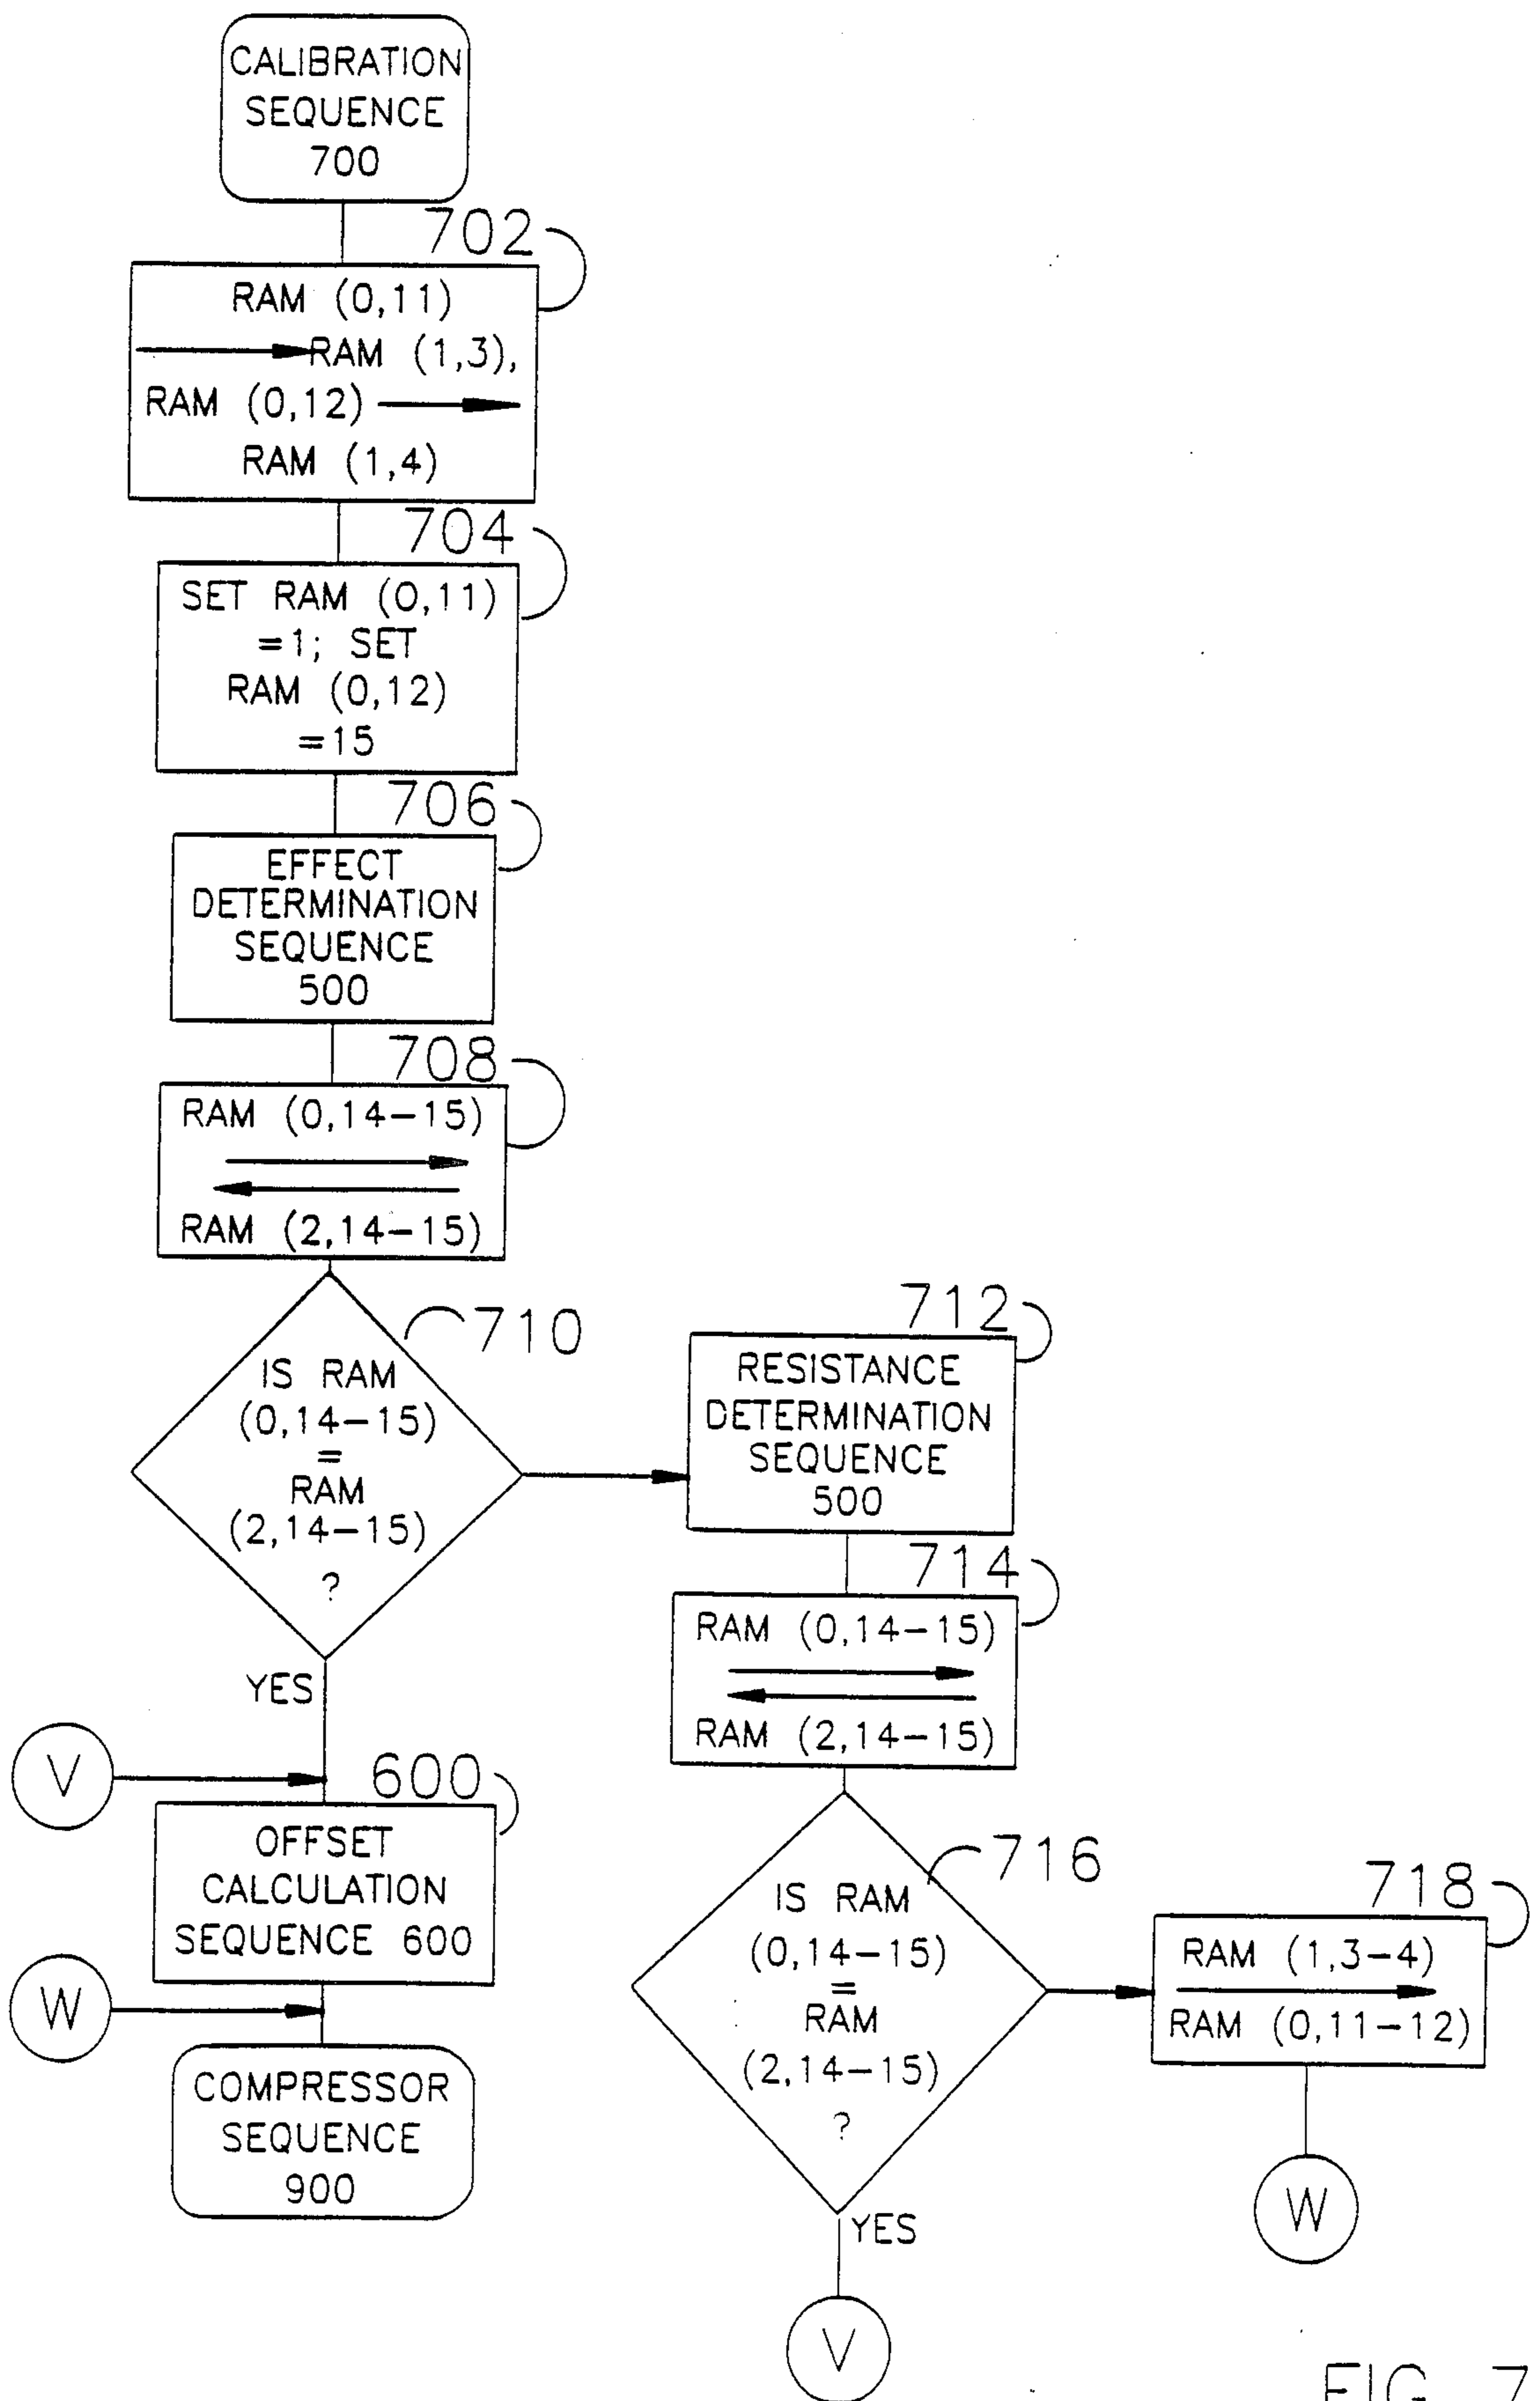 CALIBRATION
SEQUENCE
700
702
RAM (0,11)
RAM (1,3),
RAM (0,12)
RAM (1,4)
704
SET RAM (0,11)
=1; SET
RAM (0,12)
=15
706
EFFECT
DETERMINATION
SEQUENCE
500
708
RAM (0,14-15)
RAM (2,14-15)
710
IS RAM
(0,14-15)
=
RAM
(2,14-15)
?
YES
712
RESISTANCE
DETERMINATION
SEQUENCE
500
714
RAM (0,14-15)
RAM (2,14-15)
V
600
OFFSET
CALCULATION
SEQUENCE 600
W
COMPRESSOR
SEQUENCE
900
716
IS RAM
(0,14-15)
=
RAM
(2,14-15)
?
YES
V
718
RAM (1,3-4)
RAM (0,11-12)
W
FIG. 7